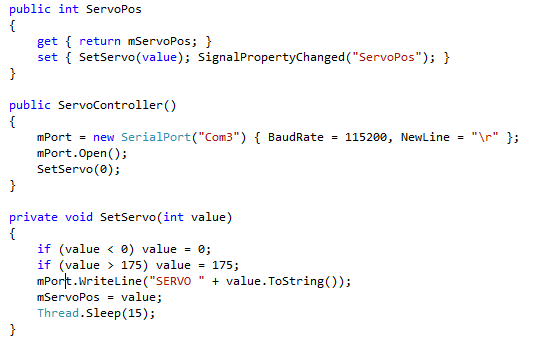 public int ServoPos
{
    get { return mServoPos; }
    set { SetServo(value); SignalPropertyChanged("ServoPos"); }
}

public ServoController()
{
    mPort = new SerialPort("Com3") { BaudRate = 115200, NewLine = "\r" };
    mPort.Open();
    SetServo(0);
}

private void SetServo(int value)
{
    if (value < 0) value = 0;
    if (value > 175) value = 175;
    mPort.WriteLine("SERVO " + value.ToString());
    mServoPos = value;
    Thread.Sleep(15);
}